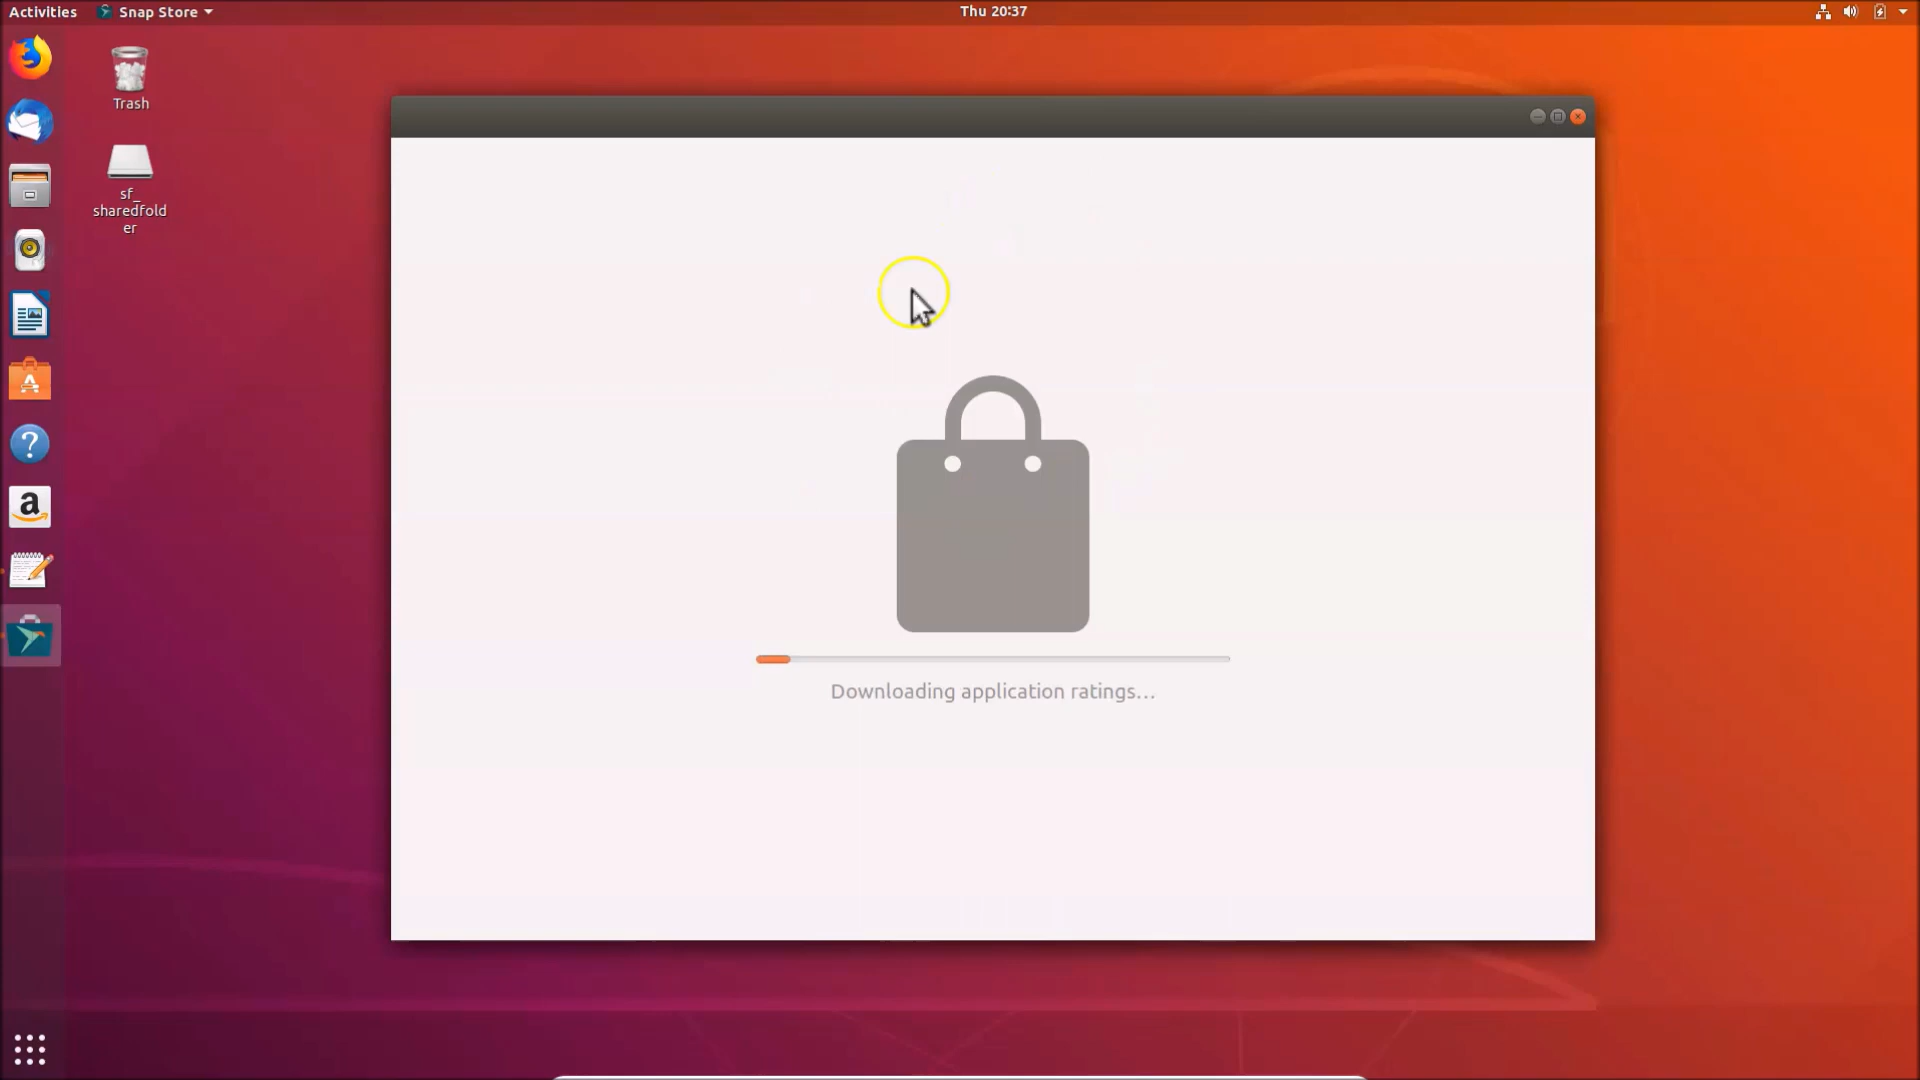 Activities
Snap Store
Thu 20:37
Trash
sf_
sharedfold
er
Downloading application ratings...